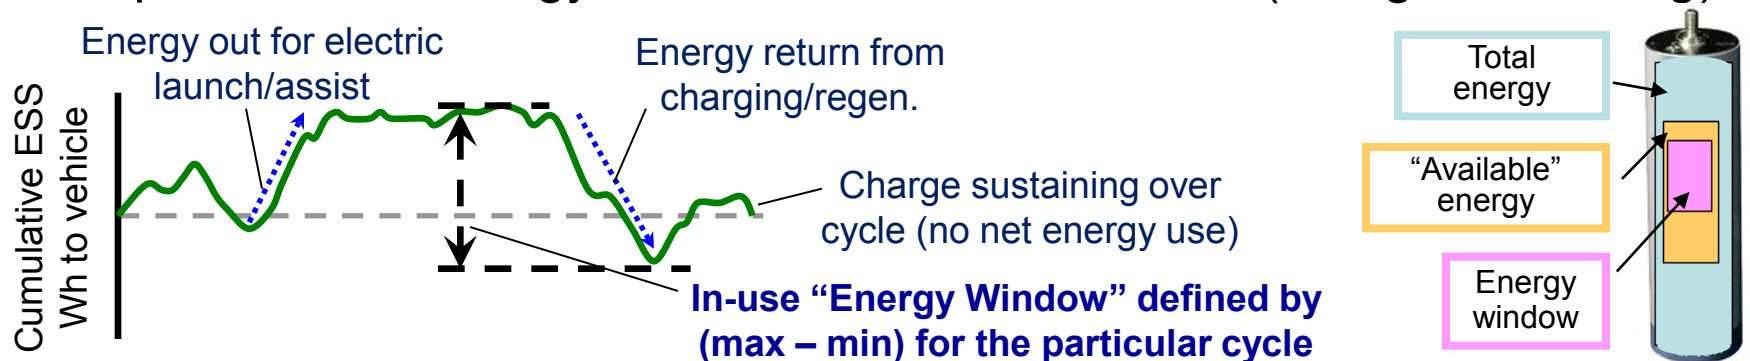 Energy out for electric
launch/assist
Energy return from
charging/regen.
Cumulative ESS
Wh to vehicle
Charge sustaining over
cycle (no net energy use)
In-use “Energy Window” defined by
(max – min) for the particular cycle
Total
energy
“Available”
energy
Energy
window